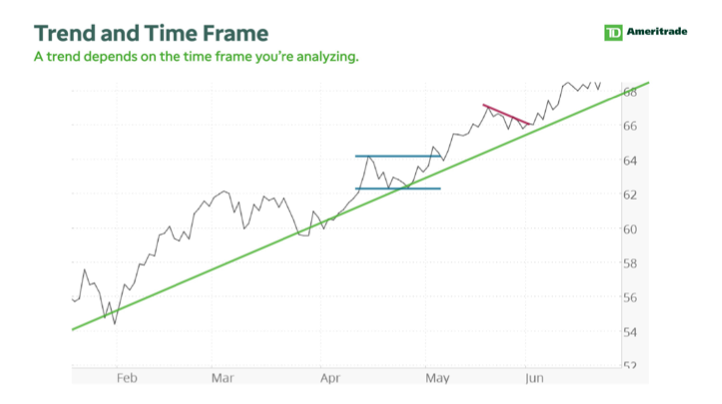 Trend and Time Frame
A trend depends on the time frame you're analyzing.
TD Ameritrade
68
66
64
62
60
58
56
54
52
Feb Mar Apr May Jun